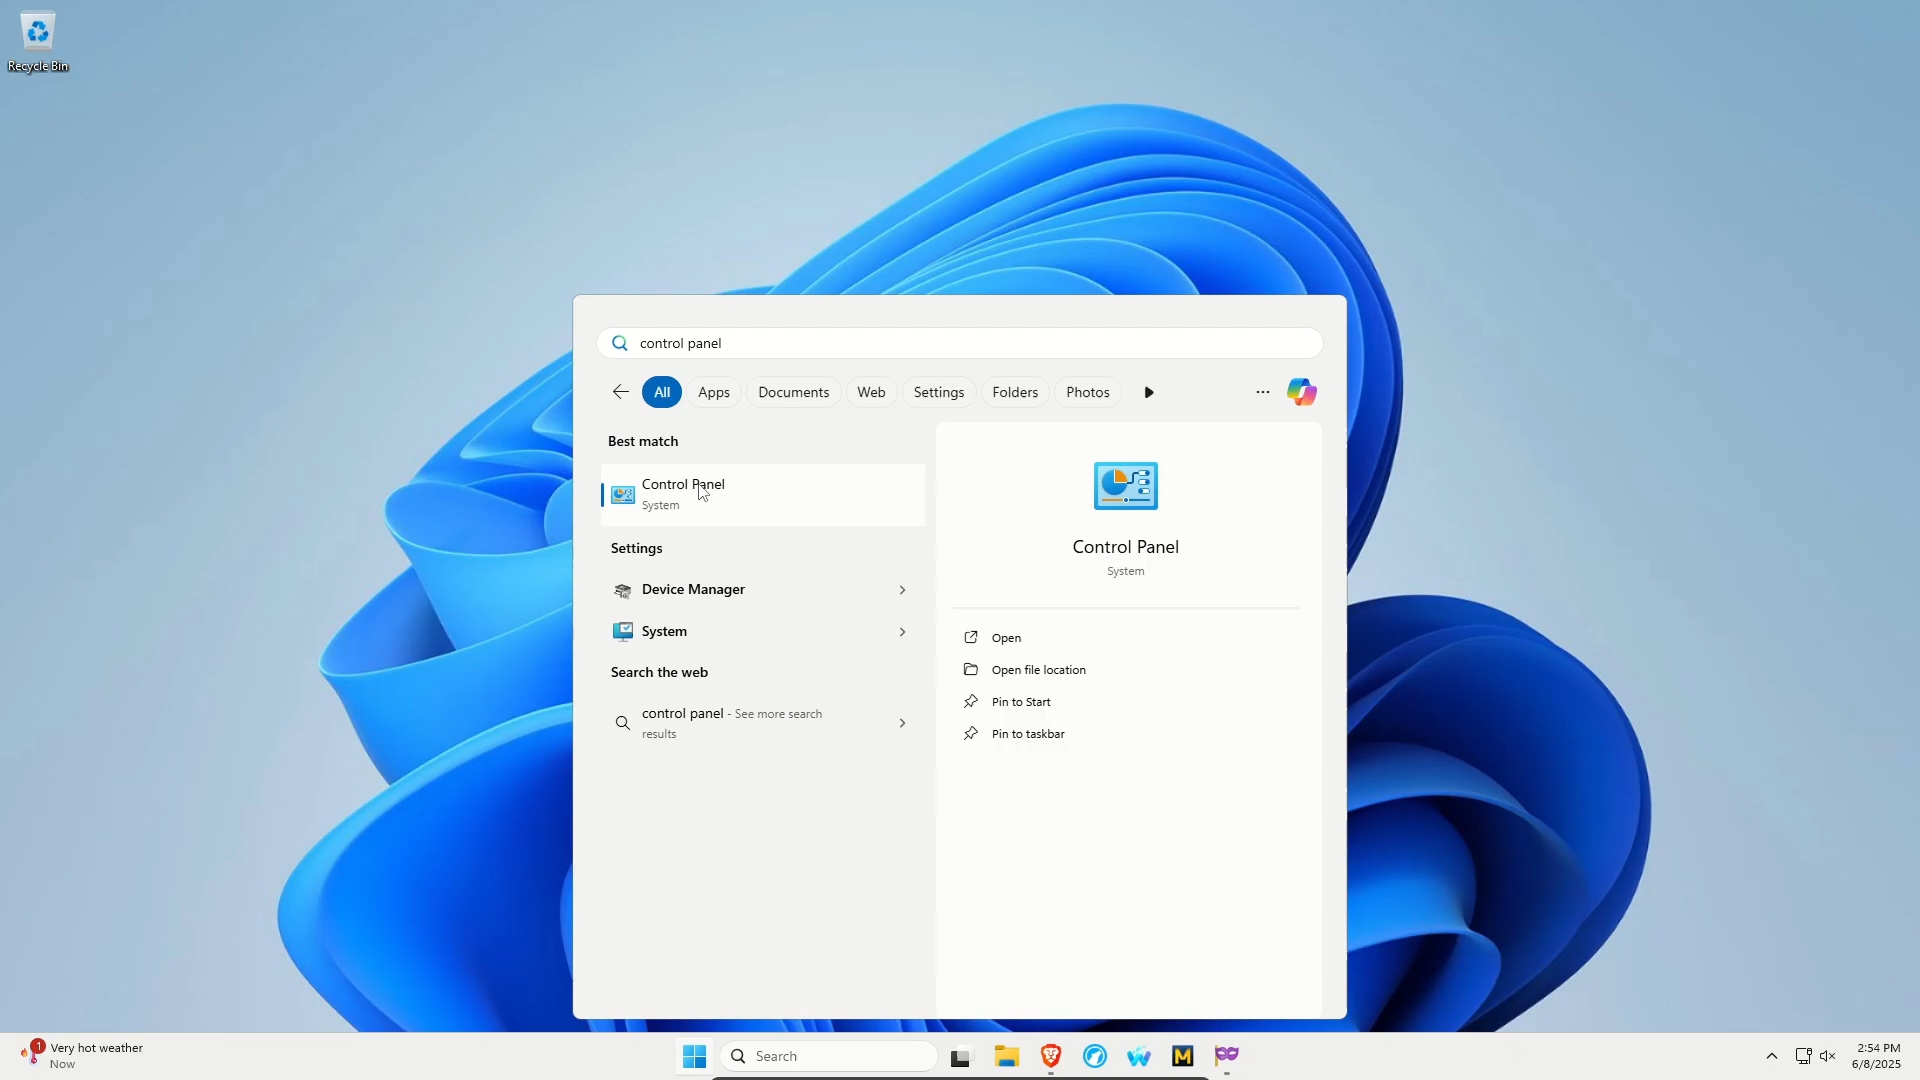 Recycle Bin
control panel
All
Apps
Documents
Web
Settings
Folders
Photos
Best match
Control Panel
System
Settings
Device Manager
System
Search the web
control panel - See more search
results
Control Panel
System
Open
Open file location
Pin to Start
Pin to taskbar
1
Very hot weather
Now
Search
M
2:54 PM
6/8/2025